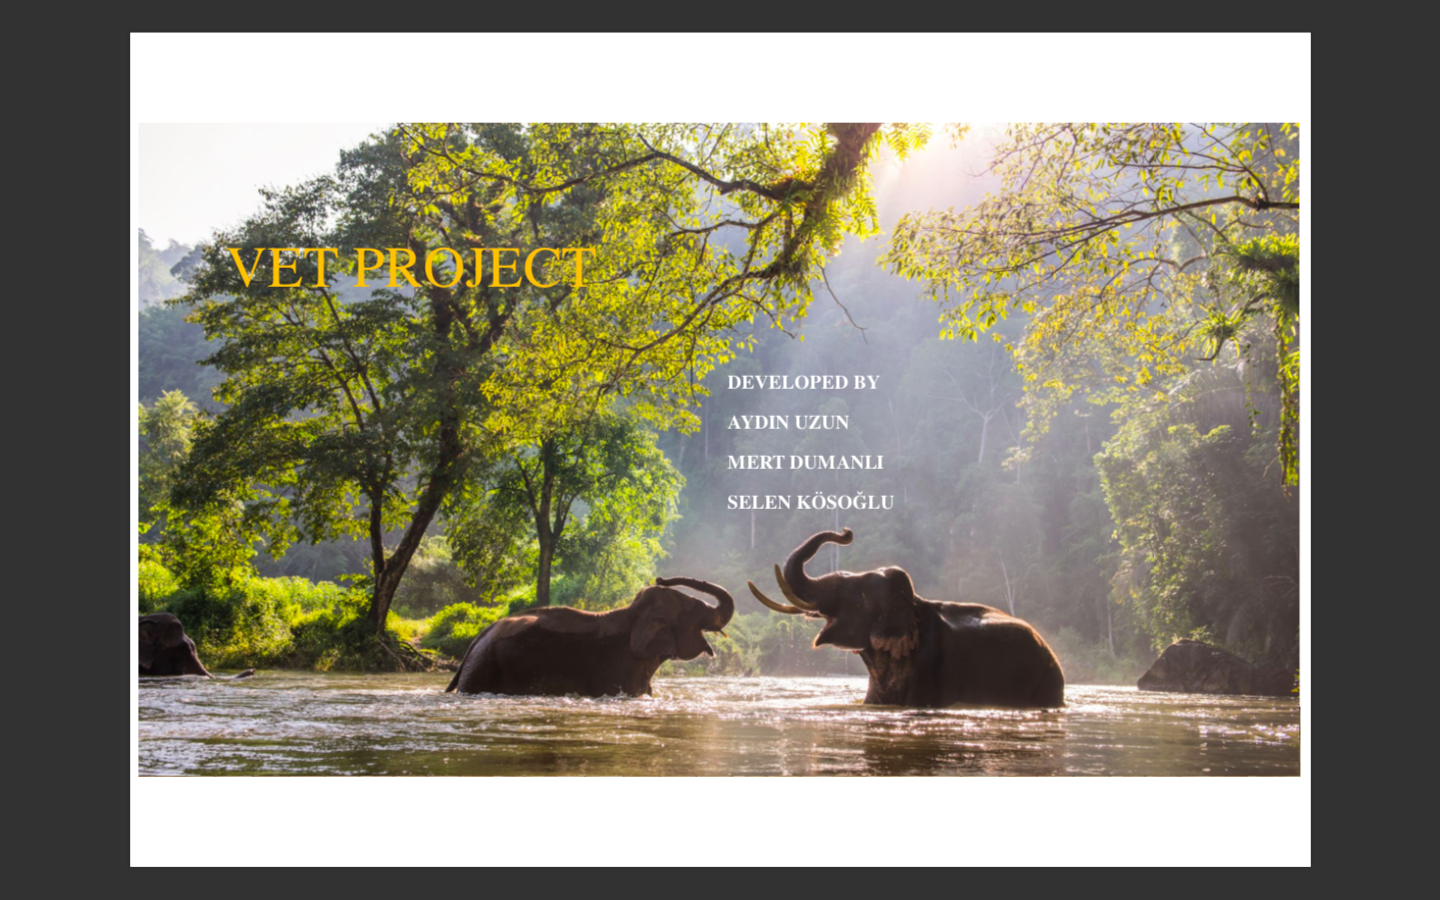 VET PROJECT
DEVELOPED BY
AYDIN UZUN
MERT DUMANLI
SELEN KÖSOĞLU